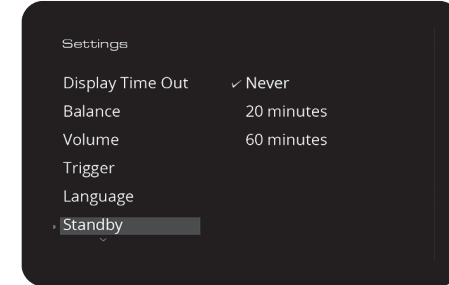 Settings
Display Time Out
Balance
Volume
Trigger
Language
Standby
✓ Never
20 minutes
60 minutes